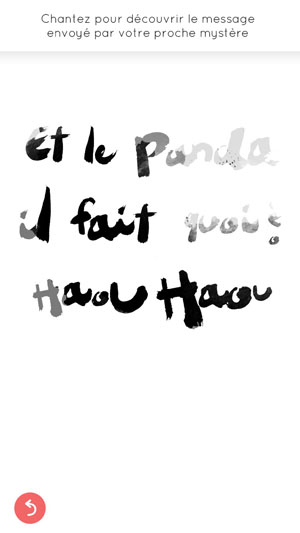 Chantez pour découvrir le message
envoyé par votre proche mystère
Et le Panda
il fait quoi?
Haou Haou